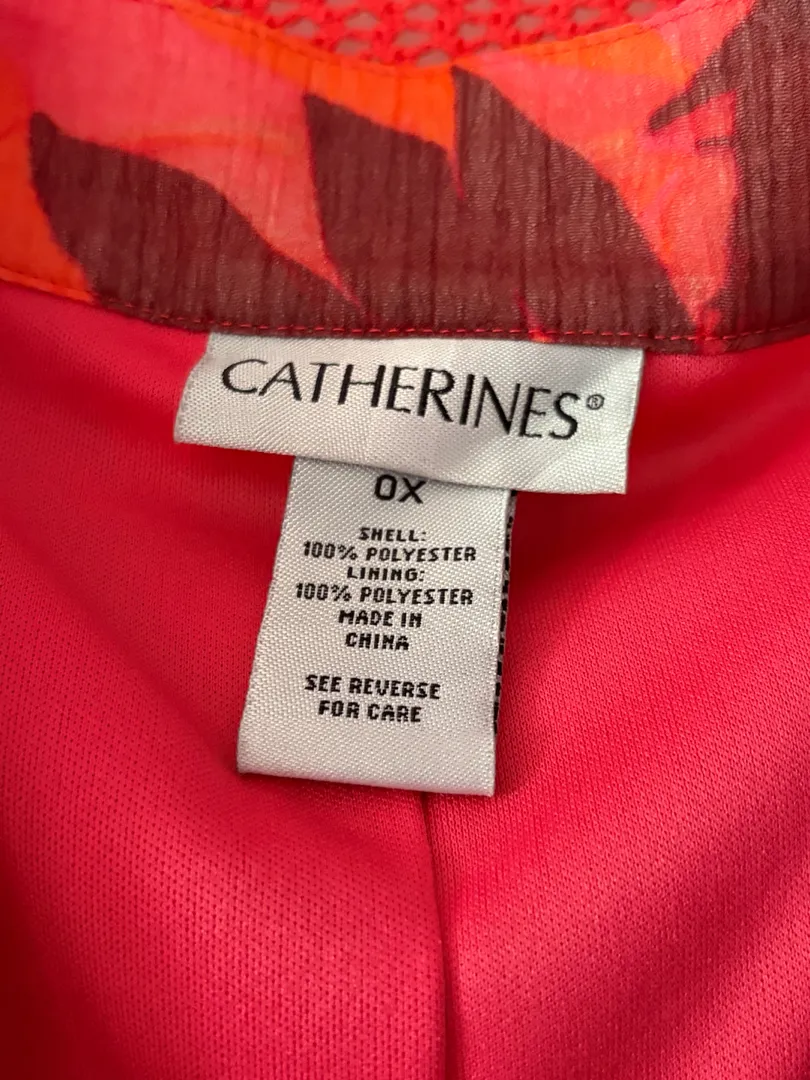 CATHERINES®
0X
SHELL:
100% POLYESTER
LINING:
100% POLYESTER
MADE IN
CHINA
SEE REVERSE
FOR CARE